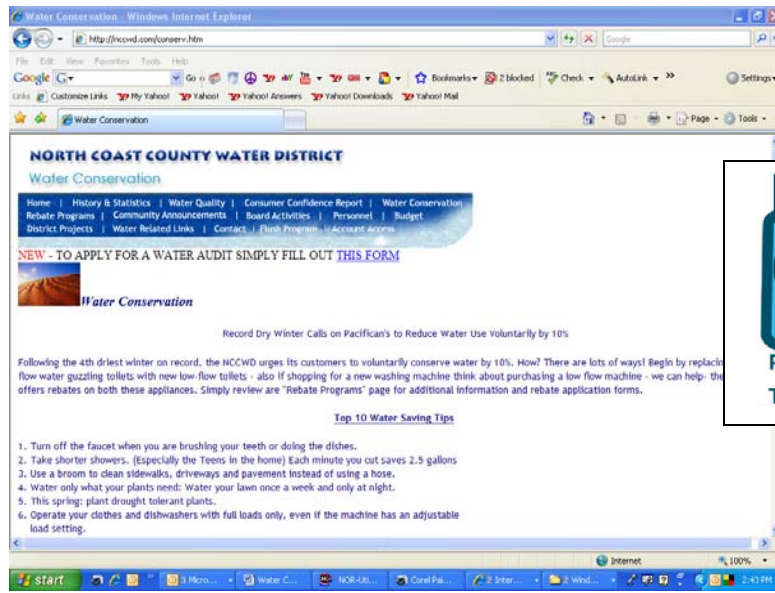 Water Conservation - Windows Internet Explorer
http://nccwd.com/conserv.htm
Google
File Edit View Favorites Tools Help
Google G Go Bookmarks 2 blocked Check AutoLink » Settings
Links Customize Links My Yahoo! Yahoo! Yahoo! Answers Yahoo! Downloads Yahoo! Mail
Water Conservation Page Tools
NORTH COAST COUNTY WATER DISTRICT
Water Conservation
Home | History & Statistics | Water Quality | Consumer Confidence Report | Water Conservation
Rebate Programs | Community Announcements | Board Activities | Personnel | Budget
District Projects | Water Related Links | Contact | Flush Program | Account Access
NEW - TO APPLY FOR A WATER AUDIT SIMPLY FILL OUT THIS FORM
Water Conservation
Record Dry Winter Calls on Pacifican's to Reduce Water Use Voluntarily by 10%
Following the 4th driest winter on record, the NCCWD urges its customers to voluntarily conserve water by 10%. How? There are lots of ways! Begin by replacin
flow water guzzling toilets with new low-flow toilets - also if shopping for a new washing machine think about purchasing a low flow machine - we can help- the
offers rebates on both these appliances. Simply review are "Rebate Programs" page for additional information and rebate application forms.
Top 10 Water Saving Tips
1. Turn off the faucet when you are brushing your teeth or doing the dishes.
2. Take shorter showers. (Especially the Teens in the home) Each minute you cut saves 2.5 gallons
3. Use a broom to clean sidewalks, driveways and pavement instead of using a hose.
4. Water only what your plants need: Water your lawn once a week and only at night.
5. This spring: plant drought tolerant plants.
6. Operate your clothes and dishwashers with full loads only, even if the machine has an adjustable
load setting.
Internet 100%
start 3 Micro... Water C... NOR-Uti... Corel Pai... 2 Inter... 2 Wind... 2:43 PM